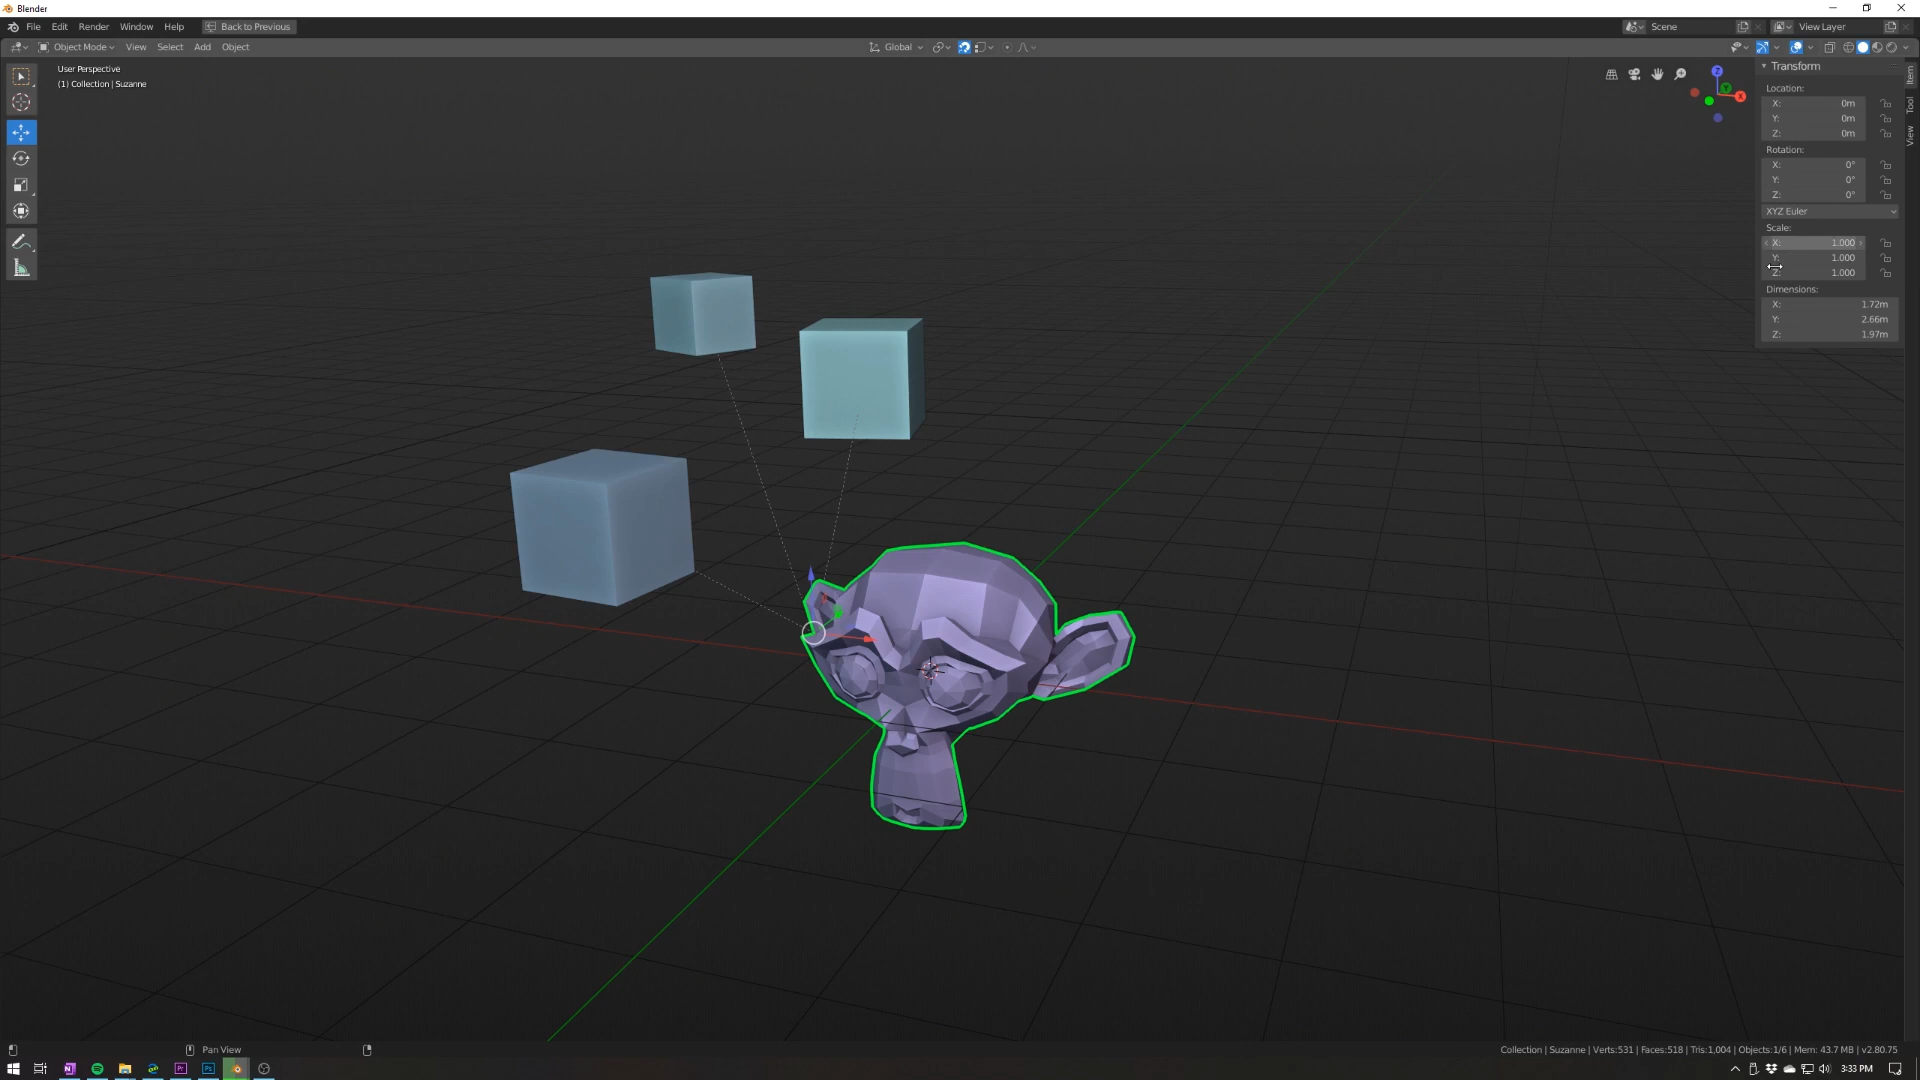 Blender
File Edit Render Window Help Back to Previous Scene View Layer
Object Mode View Select Add Object Global
User Perspective
(1) Collection | Suzanne
Transform
Location:
X: 0m
Y: 0m
Z: 0m
Rotation:
X: 0°
Y: 0°
Z: 0°
XYZ Euler
Scale:
X: 1.000
Y: 1.000
Z: 1.000
Dimensions:
X: 1.72m
Y: 2.66m
Z: 1.97m
Item
Tool
View
Z
Y
X
Pan View
Collection | Suzanne | Verts:531 | Faces:518 | Tris:1,004 | Objects:1/6 | Mem: 43.7 MB | v2.80.75
N
Pr
Ps
3:33 PM